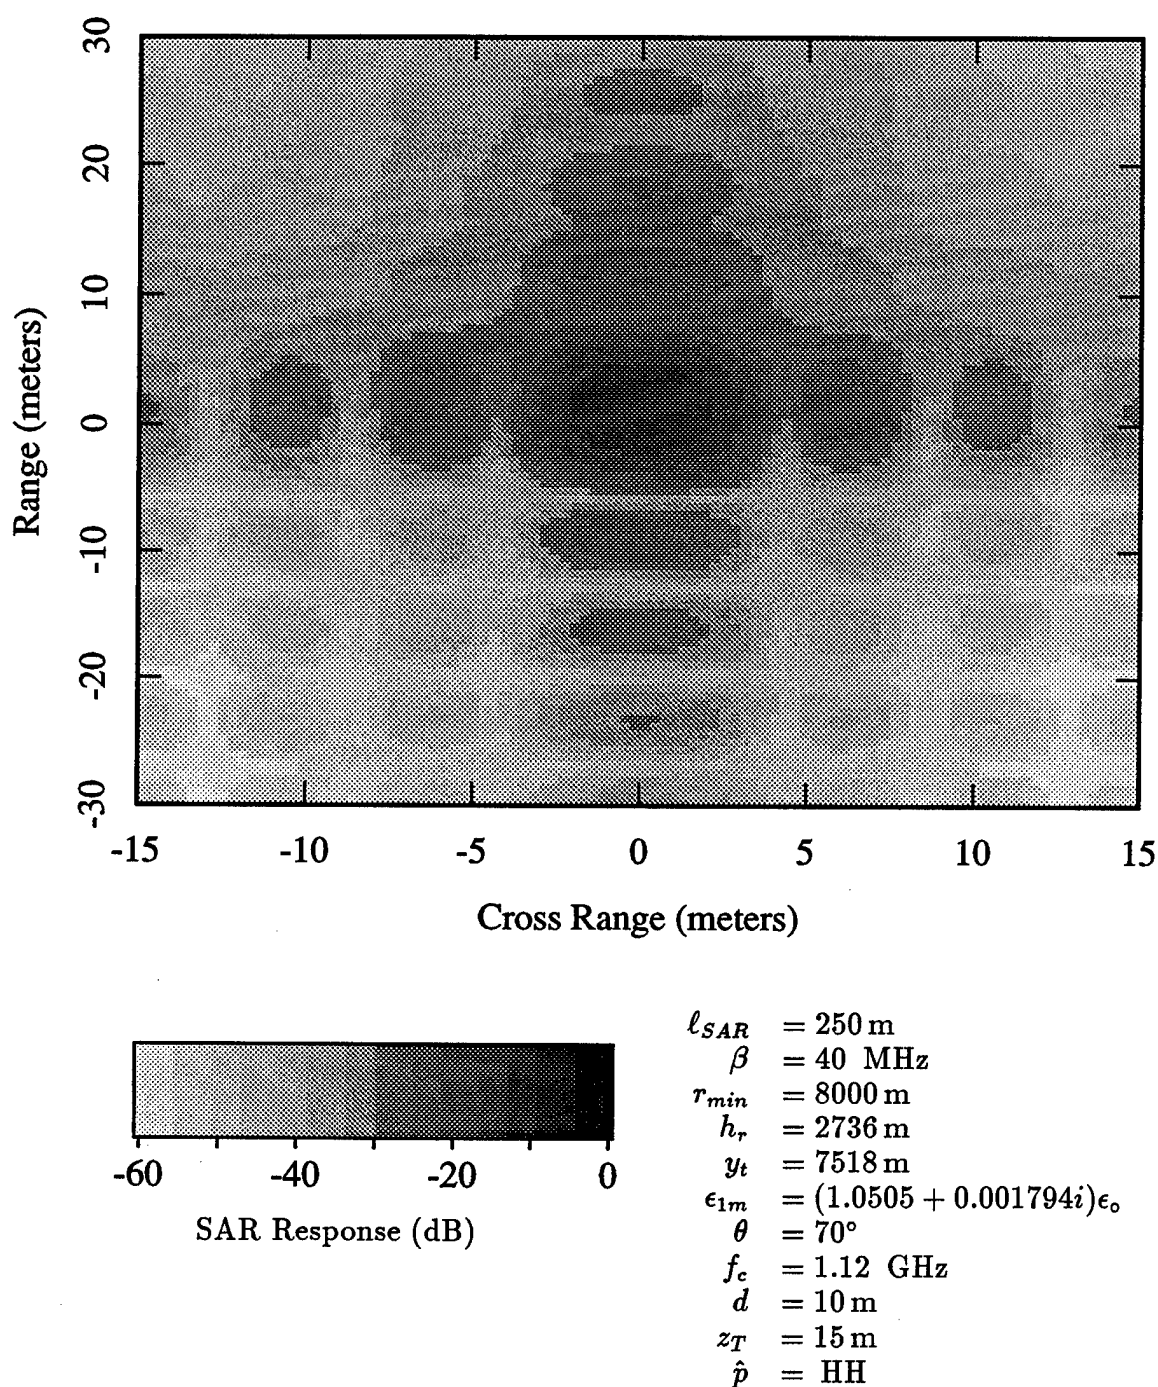 30
20
10
0
-10
-20
-30
Range (meters)
-15 -10 -5 0 5 10 15
Cross Range (meters)
-60 -40 -20 0
SAR Response (dB)
ℓ_SAR = 250 m
β = 40 MHz
r_min = 8000 m
h_r = 2736 m
y_t = 7518 m
ε_1m = (1.0505 + 0.001794i)ε_o
θ = 70°
f_c = 1.12 GHz
d = 10 m
z_T = 15 m
p̂ = HH